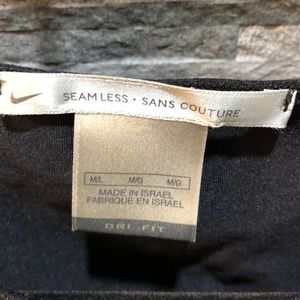 SEAMLESS · SANS COUTURE
M/L M/G M/G
MADE IN ISRAEL
FABRIQUE EN ISRAEL
DRI-FIT